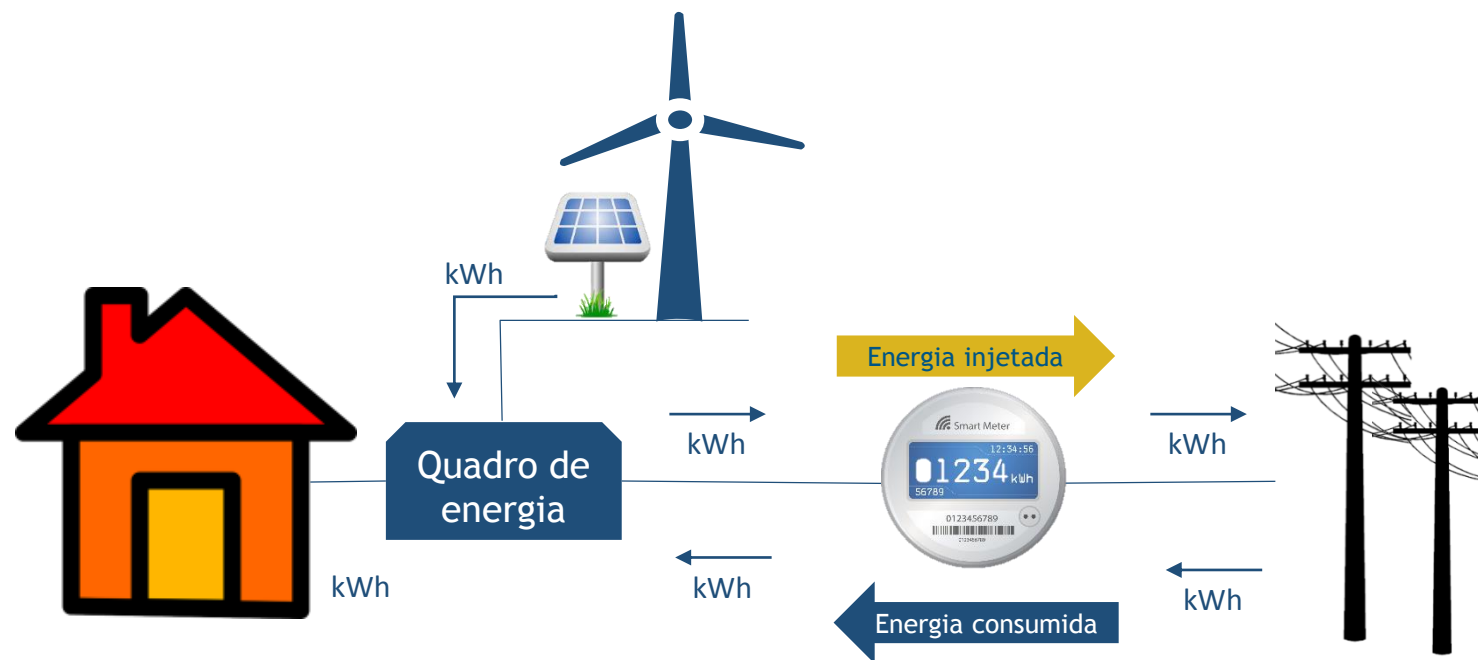 kWh
Energia injetada
kWh
kWh
Smart Meter
12:34:56
01234 kWh
56789
0123456789
Quadro de
energia
kWh
kWh
kWh
Energia consumida